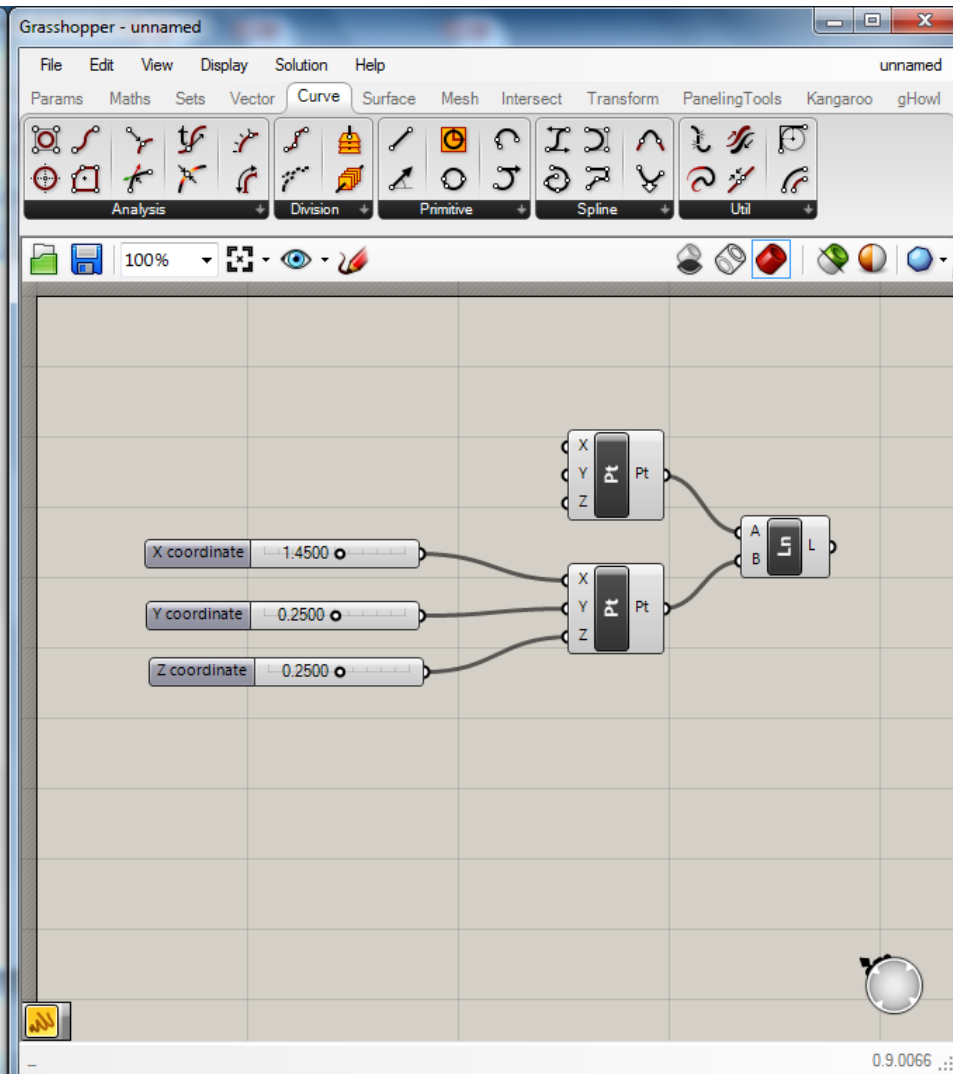 Grasshopper - unnamed
File Edit View Display Solution Help unnamed
Params Maths Sets Vector Curve Surface Mesh Intersect Transform PanelingTools Kangaroo gHowl
Analysis Division Primitive Spline Util
100%
X
Y Pt Pt
Z
A
B Ln L
X coordinate 1.4500
Y coordinate 0.2500
Z coordinate 0.2500
X
Y Pt Pt
Z
0.9.0066